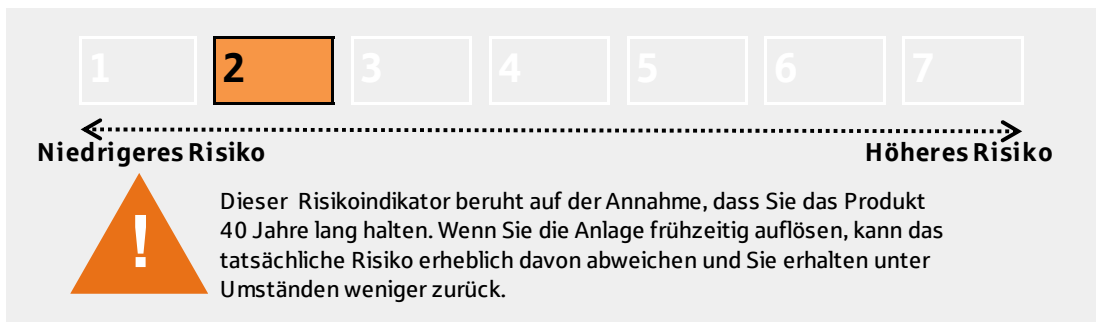 1 2 3 4 5 6 7
Niedrigeres Risiko Höheres Risiko
!
Dieser Risikoindikator beruht auf der Annahme, dass Sie das Produkt
40 Jahre lang halten. Wenn Sie die Anlage frühzeitig auflösen, kann das
tatsächliche Risiko erheblich davon abweichen und Sie erhalten unter
Umständen weniger zurück.